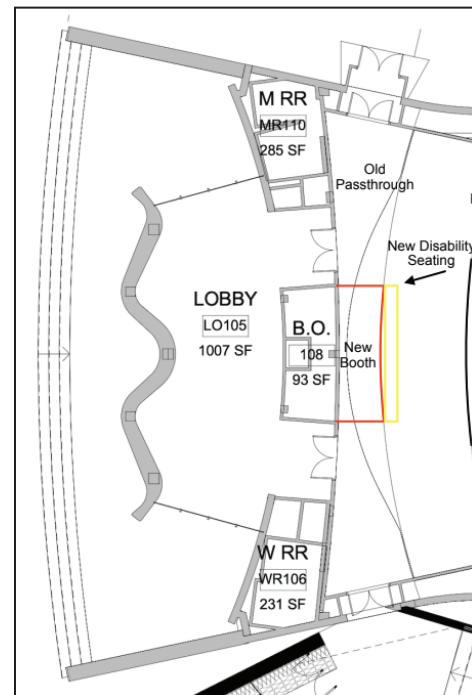 M RR
MR110
285 SF
Old
Passthrough
New Disability
Seating
LOBBY
LO105
1007 SF
B.O.
108
93 SF
New
Booth
W RR
WR106
231 SF